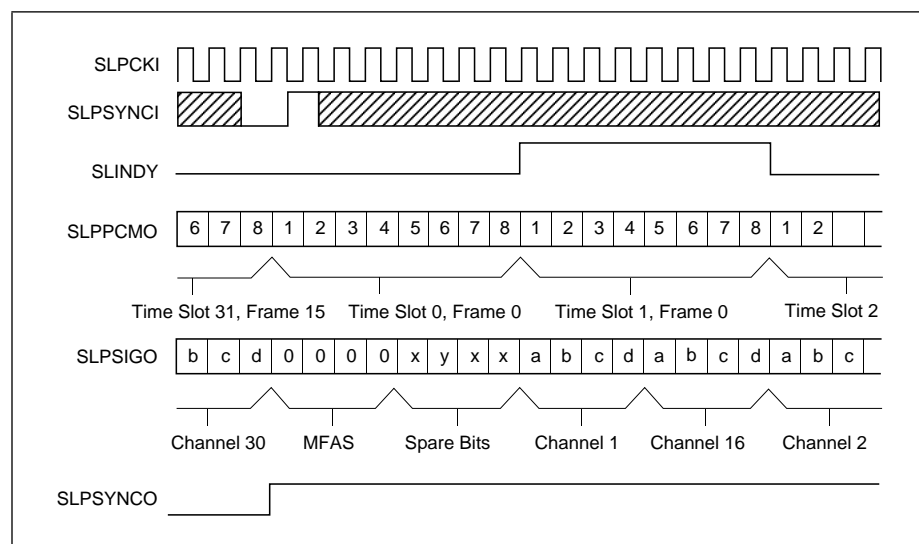 SLPCKI
SLPSYNCI
SLINDY
SLPPCMO 6 7 8 1 2 3 4 5 6 7 8 1 2 3 4 5 6 7 8 1 2
Time Slot 31, Frame 15 Time Slot 0, Frame 0 Time Slot 1, Frame 0 Time Slot 2
SLPSIGO b c d 0 0 0 0 x y x x a b c d a b c d a b c
Channel 30 MFAS Spare Bits Channel 1 Channel 16 Channel 2
SLPSYNCO